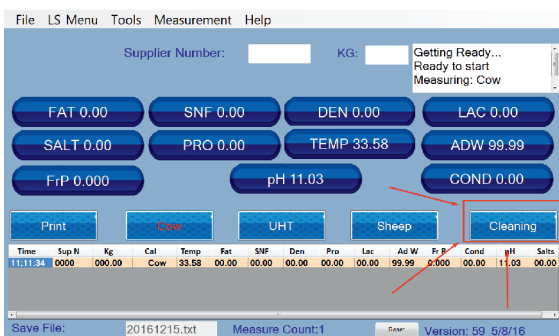 File LS Menu Tools Measurement Help
Supplier Number: KG:
Getting Ready...
Ready to start
Measuring: Cow
FAT 0.00 SNF 0.00 DEN 0.00 LAC 0.00
SALT 0.00 PRO 0.00 TEMP 33.58 ADW 99.99
FrP 0.000 pH 11.03 COND 0.00
Print Cow UHT Sheep Cleaning
Time Sup N Kg Cal Temp Fat SNF Den Pro Lac Ad W Fr P Cond pH Salts
11:11:34 0000 000.00 Cow 33.58 00.00 00.00 00.00 00.00 00.00 99.99 0.000 00.00 11.03 00.00
Save File: 20161215.txt Measure Count:1 Reset Version: 59 5/8/16